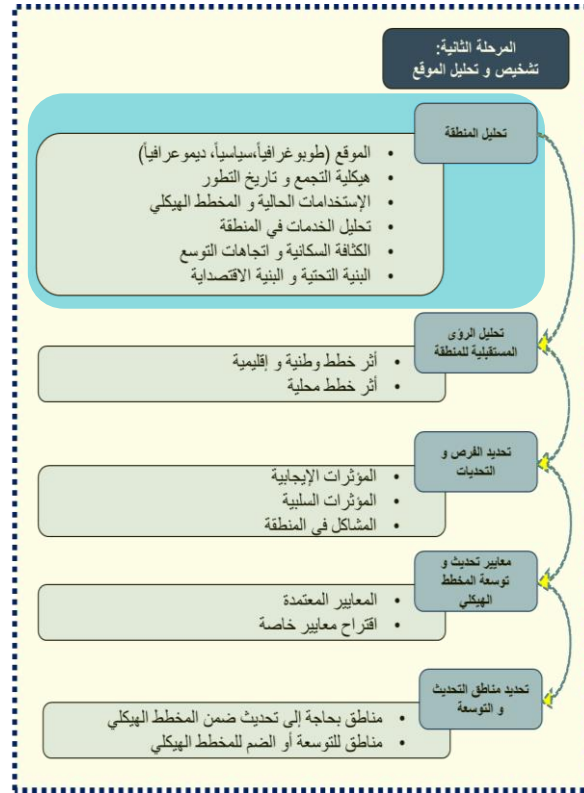 المرحلة الثانية:
تشخيص و تحليل الموقع
تحليل المنطقة
الموقع (طوبوغرافياً،سياسياً، ديموغرافياً)
هيكلية التجمع و تاريخ التطور
الإستخدامات الحالية و المخطط الهيكلي
تحليل الخدمات في المنطقة
الكثافة السكانية و اتجاهات التوسع
البنية التحتية و البنية الاقتصداية
تحليل الرؤى
المستقبلية للمنطقة
أثر خطط وطنية و إقليمية
أثر خطط محلية
تحديد الفرص و
التحديات
المؤثرات الإيجابية
المؤثرات السلبية
المشاكل في المنطقة
معايير تحديث و
توسعة المخطط
الهيكلي
المعايير المعتمدة
اقتراح معايير خاصة
تحديد مناطق التحديث
و التوسعة
مناطق بحاجة إلى تحديث ضمن المخطط الهيكلي
مناطق للتوسعة أو الضم للمخطط الهيكلي